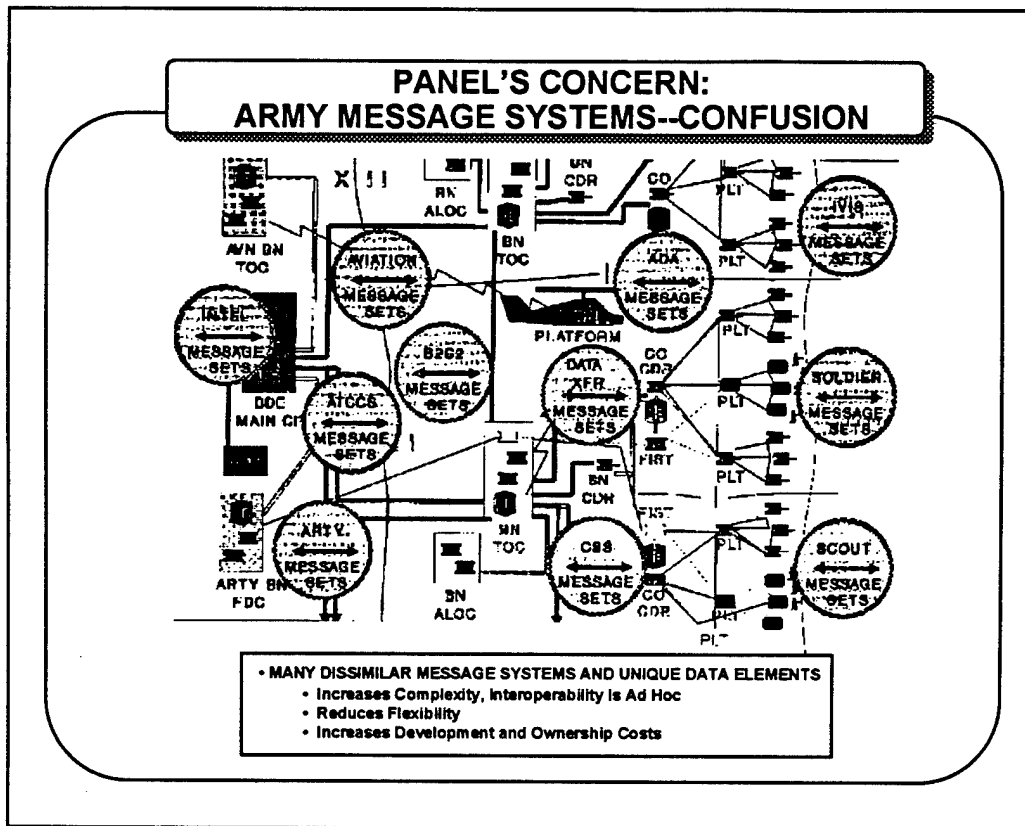 PANEL'S CONCERN:
ARMY MESSAGE SYSTEMS--CONFUSION
AVN BN
TOC
X I I
BN
ALOC
BN
TOC
CDR
CO
PLT
PLT
IVIS
MESSAGE
SETS
AVIATION
MESSAGE
SETS
ADA
MESSAGE
SETS
INTEL
MESSAGE
SETS
PLATFORM
B2C2
MESSAGE
SETS
DATA
XFR
MESSAGE
SETS
CO
CDR
PLT
PLT
PLT
FIST
SOLDIER
MESSAGE
SETS
MAIN
ATCCS
MESSAGE
SETS
BN
CDR
FIST
ARTY BN
FDC
ARTY.
MESSAGE
SETS
BN
ALOC
TOC
CSS
MESSAGE
SETS
CO
CDR
PLT
PLT
SCOUT
MESSAGE
SETS
• MANY DISSIMILAR MESSAGE SYSTEMS AND UNIQUE DATA ELEMENTS
• Increases Complexity, Interoperability Is Ad Hoc
• Reduces Flexibility
• Increases Development and Ownership Costs